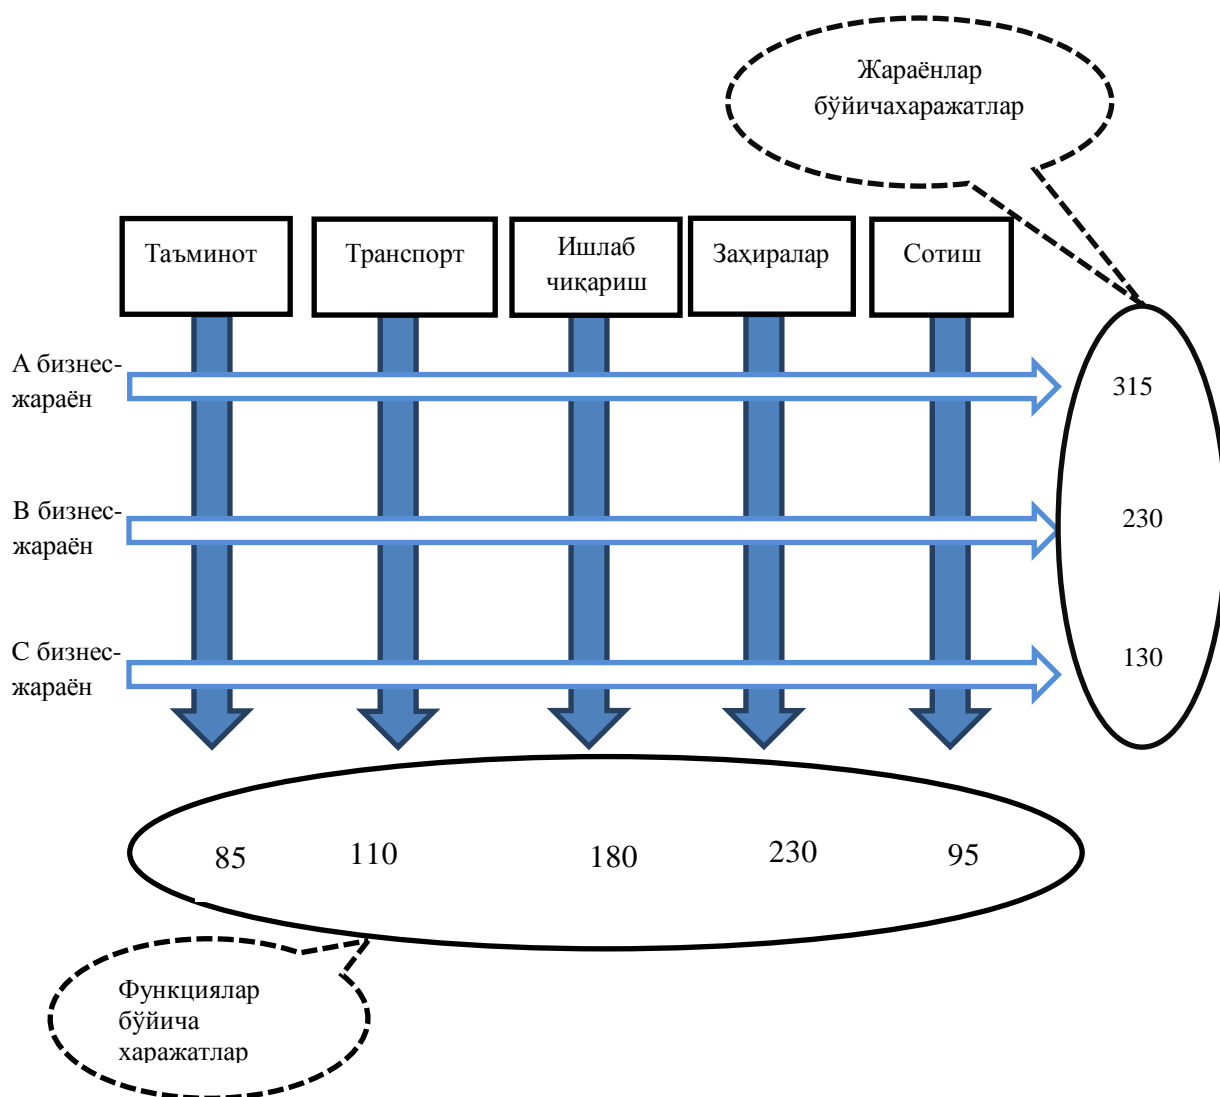 Жараёнлар
бўйичахаражатлар
Таъминот
Транспорт
Ишлаб
чиқариш
Заҳиралар
Сотиш
А бизнес-
жараён
315
В бизнес-
жараён
230
С бизнес-
жараён
130
85 110 180 230 95
Функциялар
бўйича
харажатлар